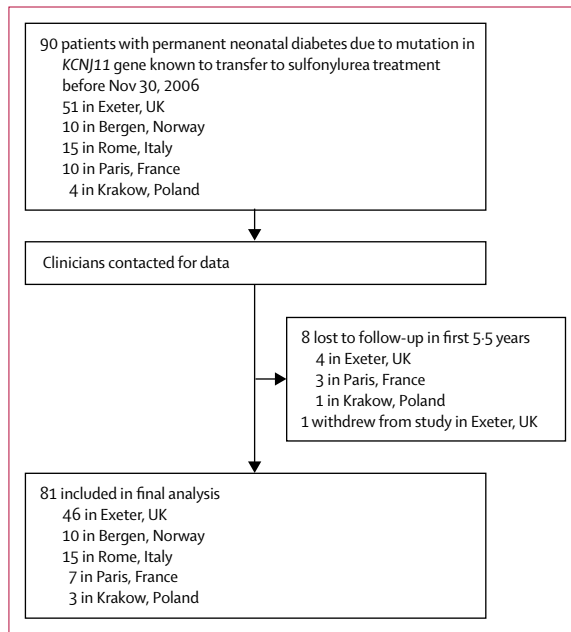 90 patients with permanent neonatal diabetes due to mutation in
KCNJ11 gene known to transfer to sulfonylurea treatment
before Nov 30, 2006
51 in Exeter, UK
10 in Bergen, Norway
15 in Rome, Italy
10 in Paris, France
4 in Krakow, Poland
Clinicians contacted for data
8 lost to follow-up in first 5·5 years
4 in Exeter, UK
3 in Paris, France
1 in Krakow, Poland
1 withdrew from study in Exeter, UK
81 included in final analysis
46 in Exeter, UK
10 in Bergen, Norway
15 in Rome, Italy
7 in Paris, France
3 in Krakow, Poland